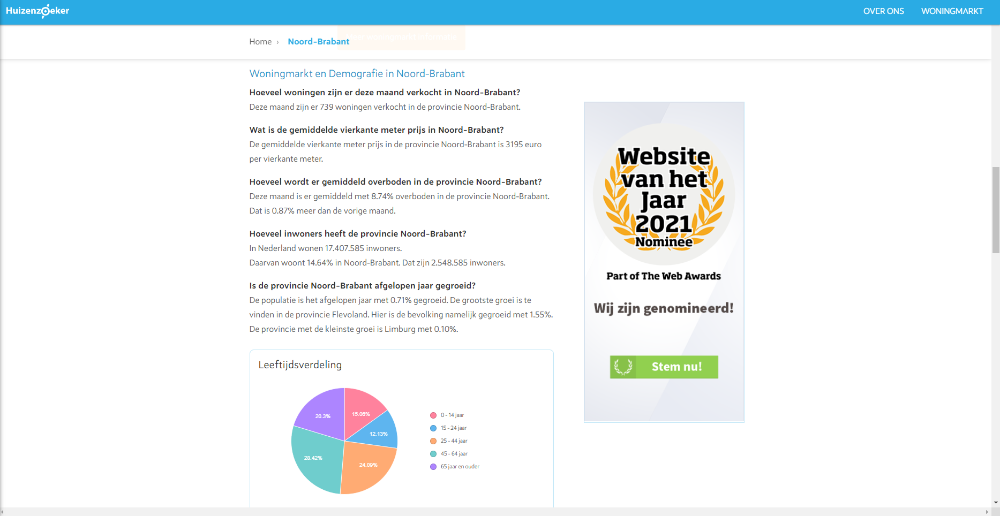 Huizenzoeker
OVER ONS
WONINGMARKT
Home ›
Noord-Brabant
Meer woningmarkt informatie
Woningmarkt en Demografie in Noord-Brabant
Hoeveel woningen zijn er deze maand verkocht in Noord-Brabant?
Deze maand zijn er 739 woningen verkocht in de provincie Noord-Brabant.
Wat is de gemiddelde vierkante meter prijs in Noord-Brabant?
De gemiddelde vierkante meter prijs in de provincie Noord-Brabant is 3195 euro
per vierkante meter.
Hoeveel wordt er gemiddeld overboden in de provincie Noord-Brabant?
Deze maand is er gemiddeld met 8.74% overboden in de provincie Noord-Brabant.
Dat is 0.87% meer dan de vorige maand.
Hoeveel inwoners heeft de provincie Noord-Brabant?
In Nederland wonen 17.407.585 inwoners.
Daarvan woont 14.64% in Noord-Brabant. Dat zijn 2.548.585 inwoners.
Is de provincie Noord-Brabant afgelopen jaar gegroeid?
De populatie is het afgelopen jaar met 0.71% gegroeid. De grootste groei is te
vinden in de provincie Flevoland. Hier is de bevolking namelijk gegroeid met 1.55%.
De provincie met de kleinste groei is Limburg met 0.10%.
Leeftijdsverdeling
20.3%
15.06%
12.13%
28.42%
24.09%
0 - 14 jaar
15 - 24 jaar
25 - 44 jaar
45 - 64 jaar
65 jaar en ouder
Website
van het
Jaar
2021
Nominee
Part of The Web Awards
Wij zijn genomineerd!
Stem nu!